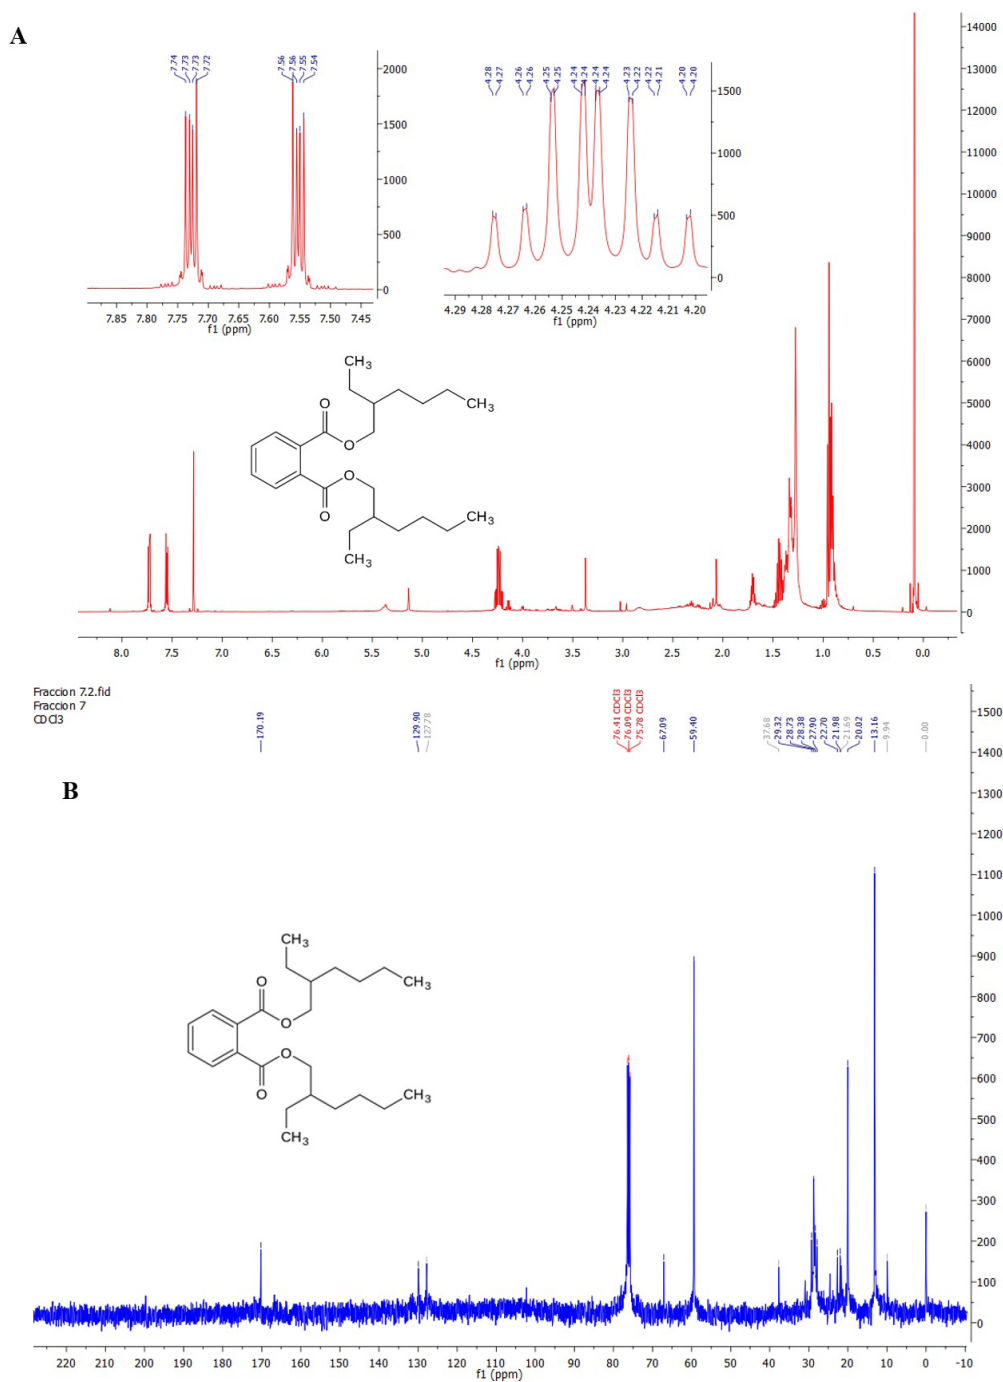 A
7.74
7.73
7.73
7.72
7.56
7.56
7.55
7.54
2000
1500
1000
500
0
7.85 7.80 7.75 7.70 7.65 7.60 7.55 7.50 7.45
f1 (ppm)
4.28
4.27
4.26
4.26
4.25
4.25
4.24
4.24
4.24
4.24
4.23
4.22
4.22
4.21
4.20
4.20
1500
1000
500
0
4.29 4.28 4.27 4.26 4.25 4.24 4.23 4.22 4.21 4.20
f1 (ppm)
14000
13000
12000
11000
10000
9000
8000
7000
6000
5000
4000
3000
2000
1000
0
CH3
O
CH3
O
O
CH3
O
CH3
8.0 7.5 7.0 6.5 6.0 5.5 5.0 4.5 4.0 3.5 3.0 2.5 2.0 1.5 1.0 0.5 0.0
f1 (ppm)
Fraccion 7.2.fid
Fraccion 7
CDCl3
170.19
129.90
127.78
76.41 CDCl3
76.09 CDCl3
75.78 CDCl3
67.09
59.40
37.68
29.32
28.73
28.38
27.90
22.70
21.98
21.69
20.02
13.16
9.94
0.00
B
1500
1400
1300
1200
1100
1000
900
800
700
600
500
400
300
200
100
0
CH3
O
CH3
O
O
CH3
O
CH3
220 210 200 190 180 170 160 150 140 130 120 110 100 90 80 70 60 50 40 30 20 10 0 -10
f1 (ppm)